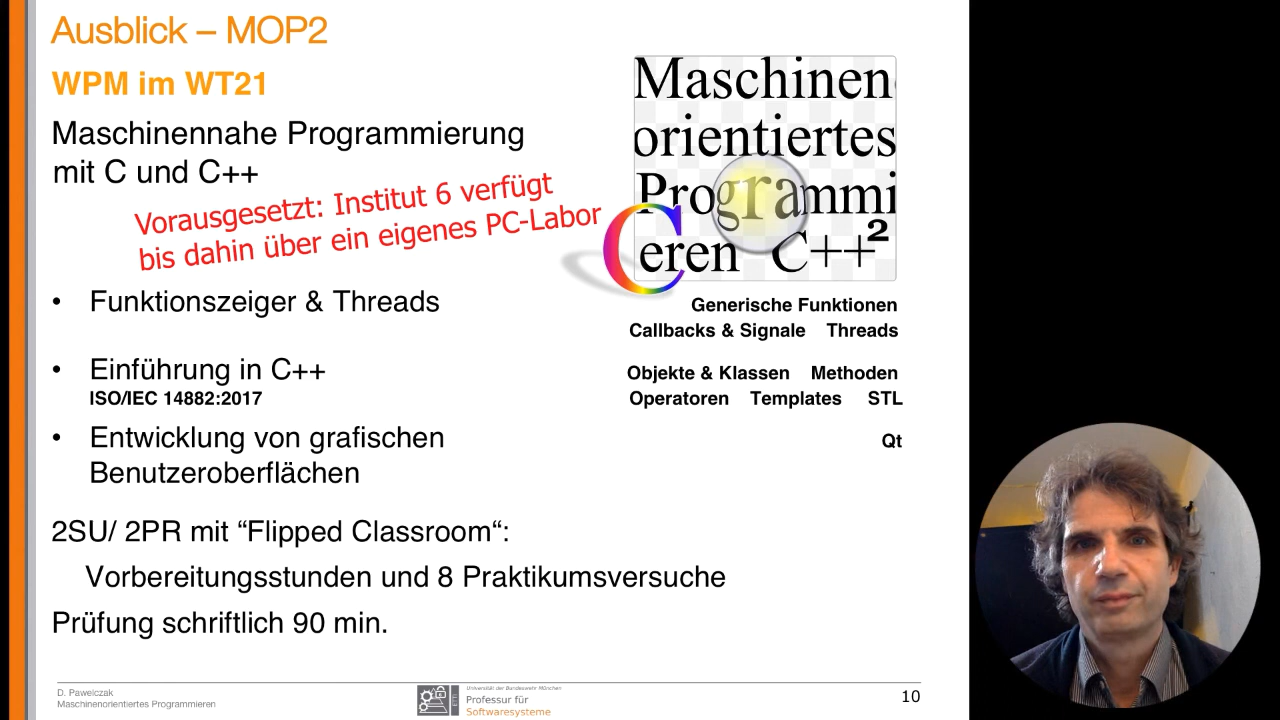 Ausblick – MOP2
WPM im WT21
Maschinennahe Programmierung
mit C und C++
Vorausgesetzt: Institut 6 verfügt
bis dahin über ein eigenes PC-Labor
Maschinen
orientiertes
Programmi
Ceren C++²
• Funktionszeiger & Threads
Generische Funktionen
Callbacks & Signale Threads
• Einführung in C++
ISO/IEC 14882:2017
Objekte & Klassen Methoden
Operatoren Templates STL
• Entwicklung von grafischen
Benutzeroberflächen
Qt
2SU/ 2PR mit “Flipped Classroom“:
Vorbereitungsstunden und 8 Praktikumsversuche
Prüfung schriftlich 90 min.
D. Pawelczak
Maschinenorientiertes Programmieren
ETTI
Universität der Bundeswehr München
Professur für
Softwaresysteme
10